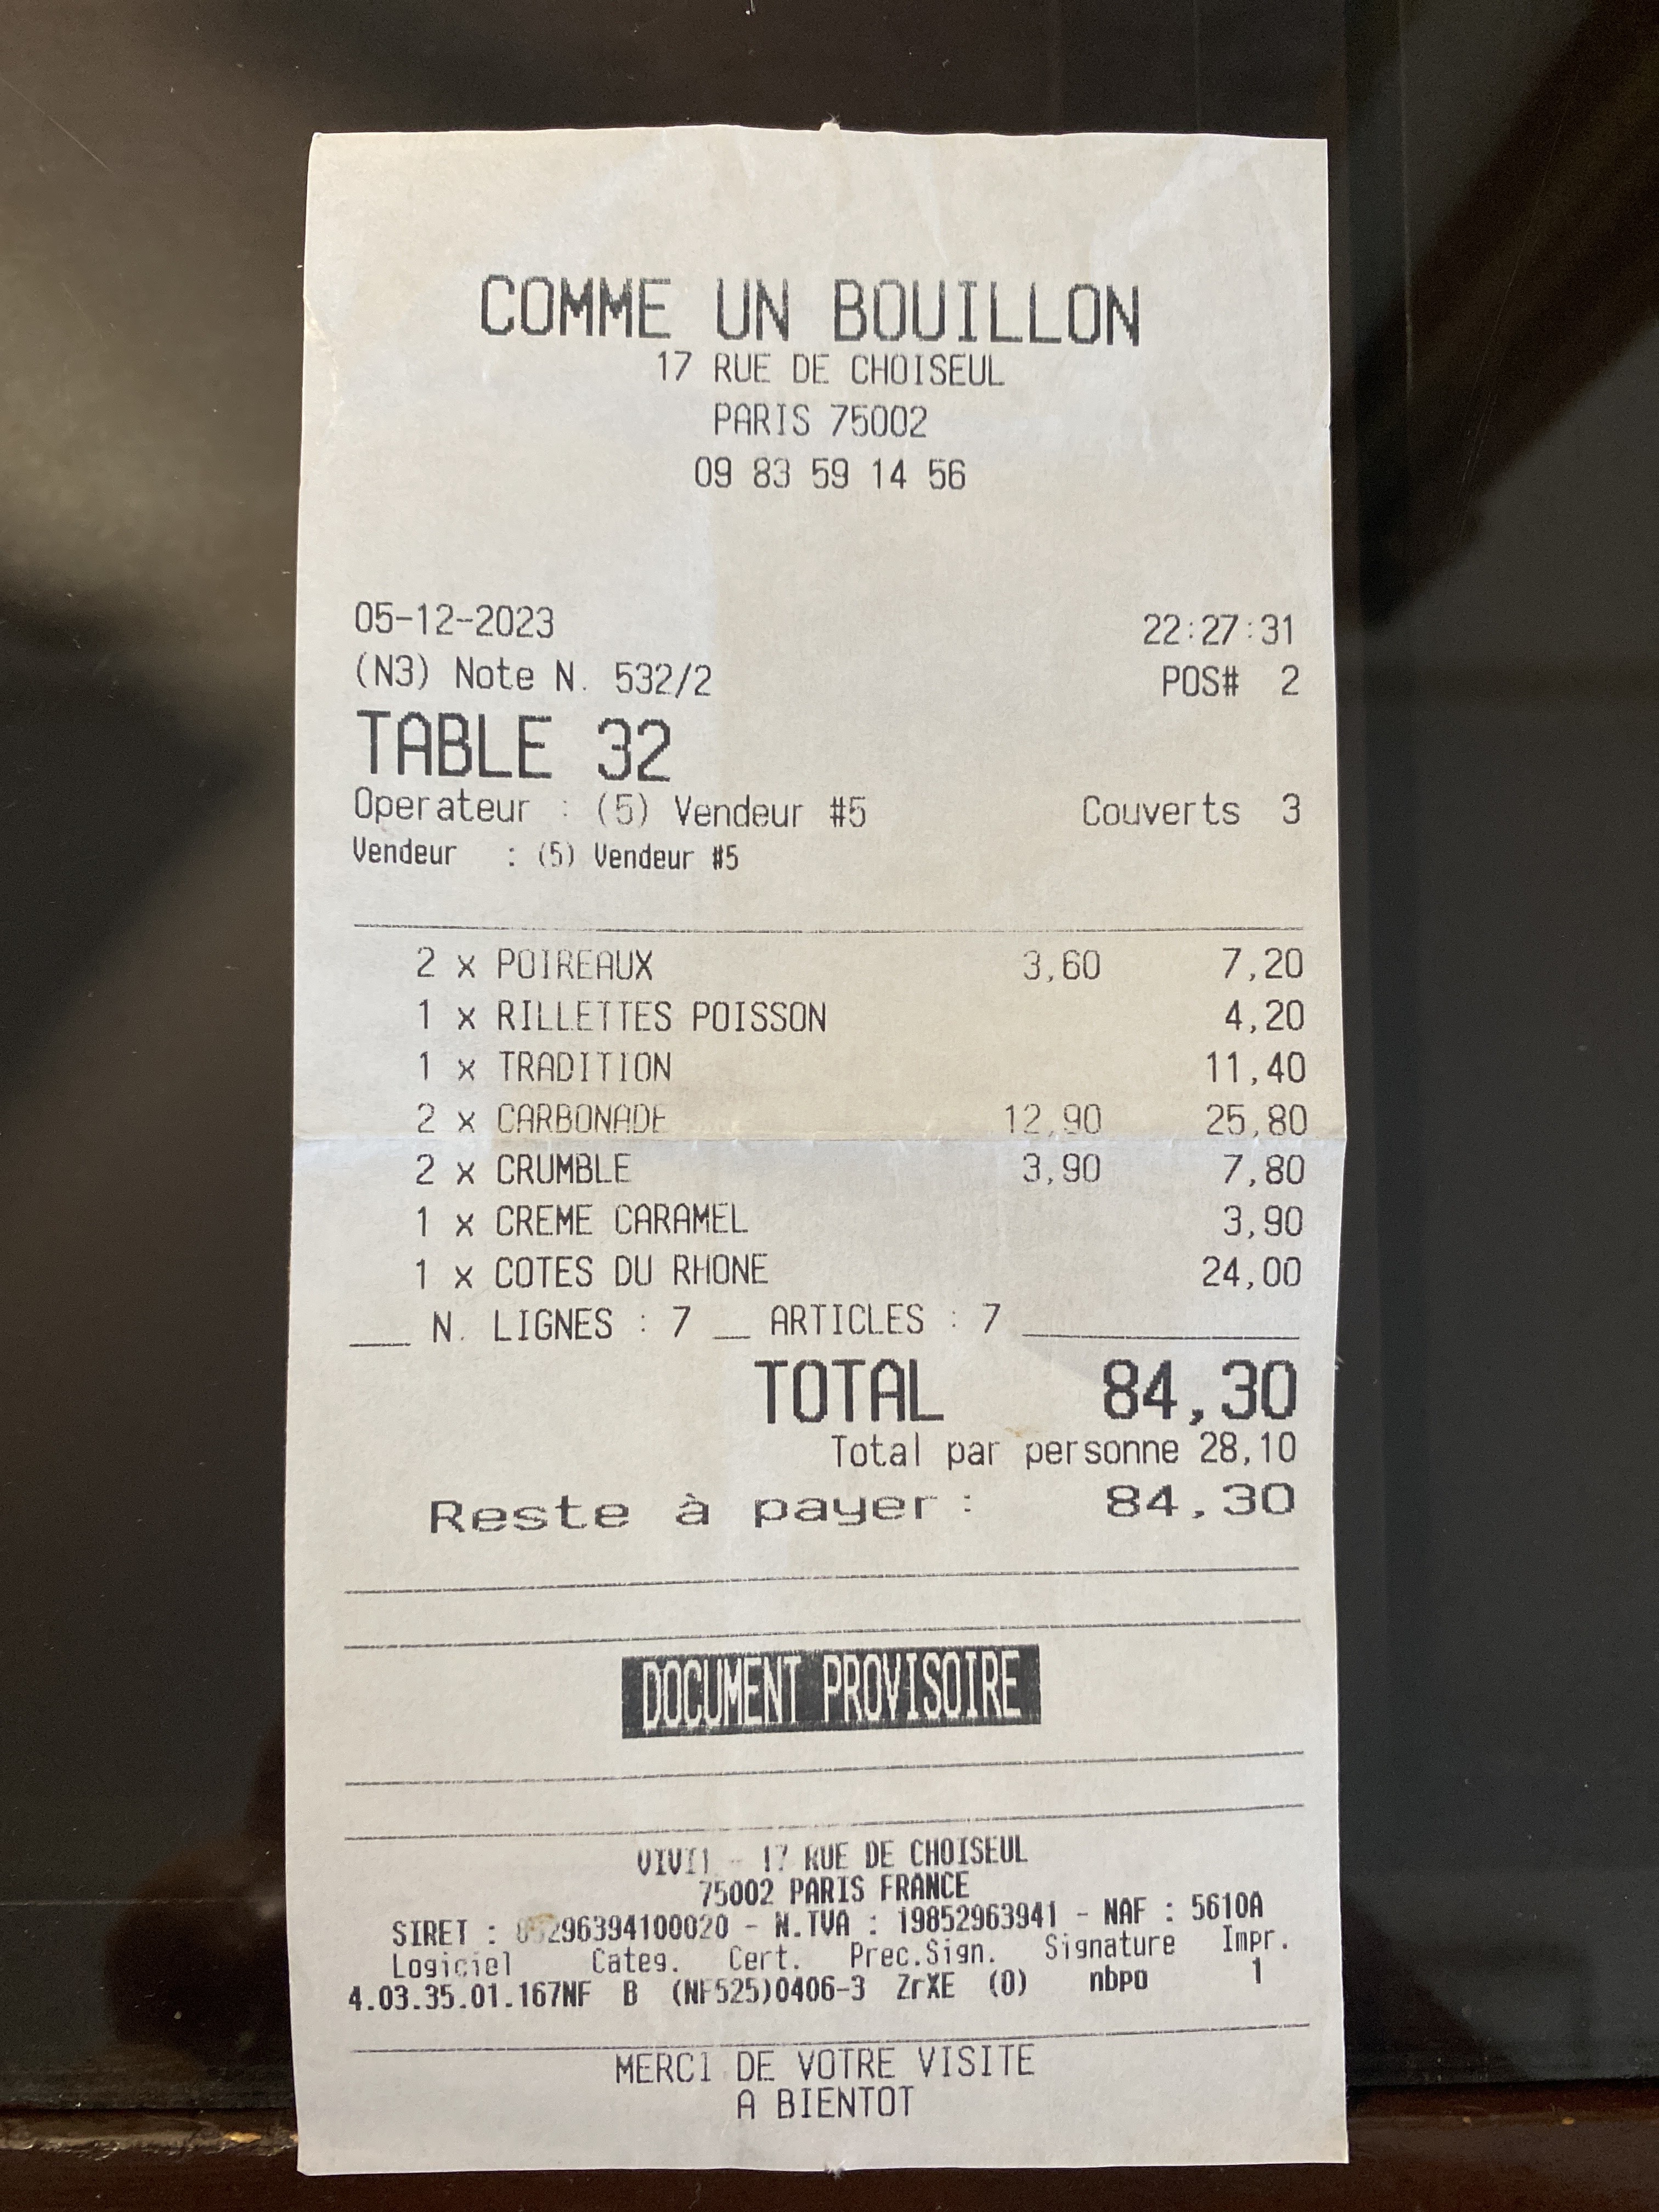 COMME UN BOUILLON
17 RUE DE CHOISEUL
PARIS 75002
09 83 59 14 56
05-12-2023 22:27:31
(N3) Note N. 532/2 POS# 2
TABLE 32
Operateur : (5) Vendeur #5 Couverts 3
Vendeur : (5) Vendeur #5
2 x POIREAUX 3,60 7,20
1 x RILLETTES POISSON 4,20
1 x TRADITION 11,40
2 x CARBONADE 12,90 25,80
2 x CRUMBLE 3,90 7,80
1 x CREME CARAMEL 3,90
1 x COTES DU RHONE 24,00
N. LIGNES : 7 __ ARTICLES : 7
TOTAL 84,30
Total par personne 28,10
Reste à payer : 84,30
DOCUMENT PROVISOIRE
- 17 RUE DE CHOISEUL
75002 PARIS FRANCE
SIRET : - N.TVA : 19852963941 - NAF : 5610A
Logiciel Categ. Cert. Prec.Sign. Signature Impr.
4.03.35.01.167NF B (NF525)0406-3 ZrXE (0) nbpo 1
MERCI DE VOTRE VISITE
A BIENTOT